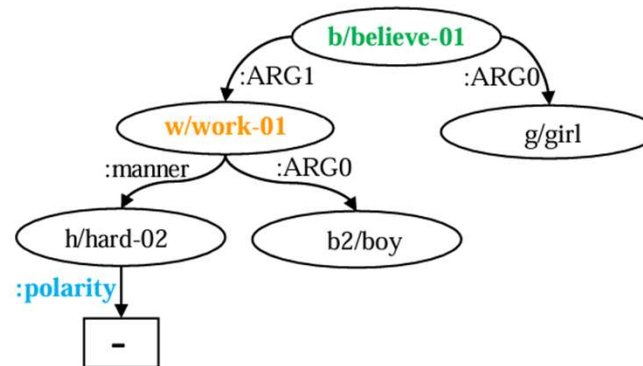 b/believe-01
:ARG1
:ARG0
w/work-01
g/girl
:manner
:ARG0
h/hard-02
b2/boy
:polarity
-